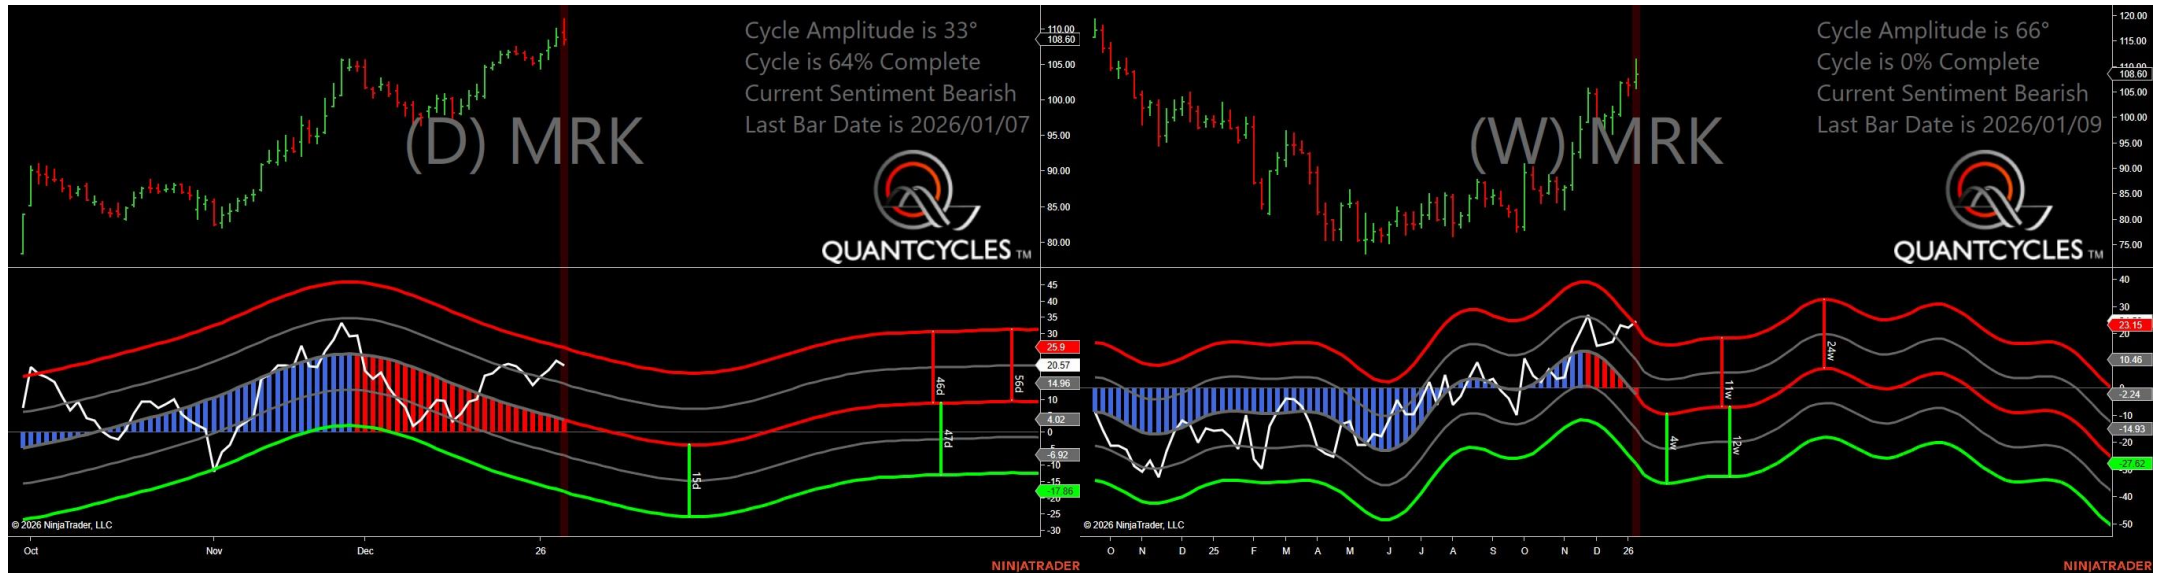 Cycle Amplitude is 33°
Cycle is 64% Complete
Current Sentiment Bearish
Last Bar Date is 2026/01/07
(D) MRK
QUANTCYCLES TM
110.00
108.60
105.00
100.00
95.00
90.00
85.00
80.00
45
40
35
30
25.9
20.57
14.96
10
4.02
0
-6.92
-10
-15
-17.86
-25
-30
46d
56d
47d
15d
© 2026 NinjaTrader, LLC
Oct Nov Dec 26
NINJATRADER
Cycle Amplitude is 66°
Cycle is 0% Complete
Current Sentiment Bearish
Last Bar Date is 2026/01/09
(W) MRK
QUANTCYCLES TM
120.00
115.00
110.00
108.60
105.00
100.00
95.00
90.00
85.00
80.00
75.00
40
30
23.15
20
10.46
0
-2.24
-10
-14.93
-20
-27.62
-40
-50
24w
11w
4w
12w
© 2026 NinjaTrader, LLC
O N D 25 F M A M J J A S O N D 26
NINJATRADER